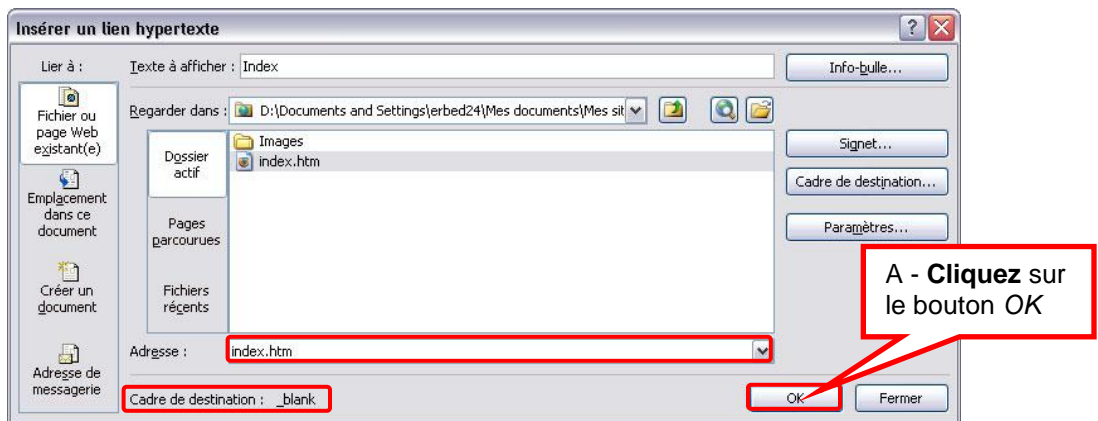 Insérer un lien hypertexte
Lier à :
Texte à afficher : Index
Info-bulle...
Fichier ou
page Web
existant(e)
Regarder dans : D:\Documents and Settings\erbed24\Mes documents\Mes sit
Emplacement
dans ce
document
Créer un
document
Adresse de
messagerie
Dossier
actif
Pages
parcourues
Fichiers
récents
Images
index.htm
Signet...
Cadre de destination...
Paramètres...
A - Cliquez sur
le bouton OK
Adresse : index.htm
Cadre de destination : _blank
OK
Fermer